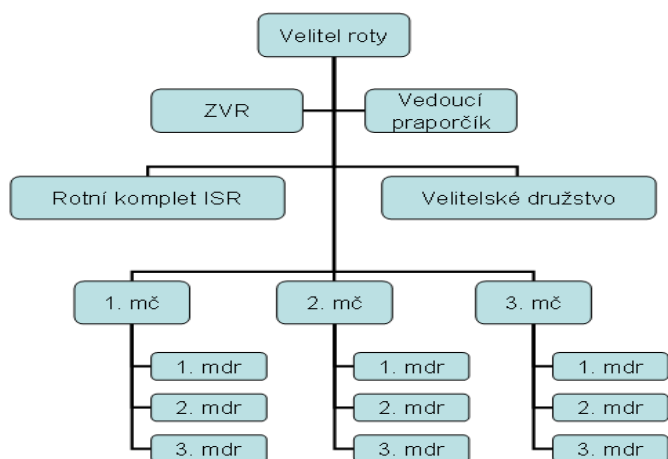 Velitel roty
ZVR
Vedoucí
praporčík
Rotní komplet ISR
Velitelské družstvo
1. mč
2. mč
3. mč
1. mdr
1. mdr
1. mdr
2. mdr
2. mdr
2. mdr
3. mdr
3. mdr
3. mdr